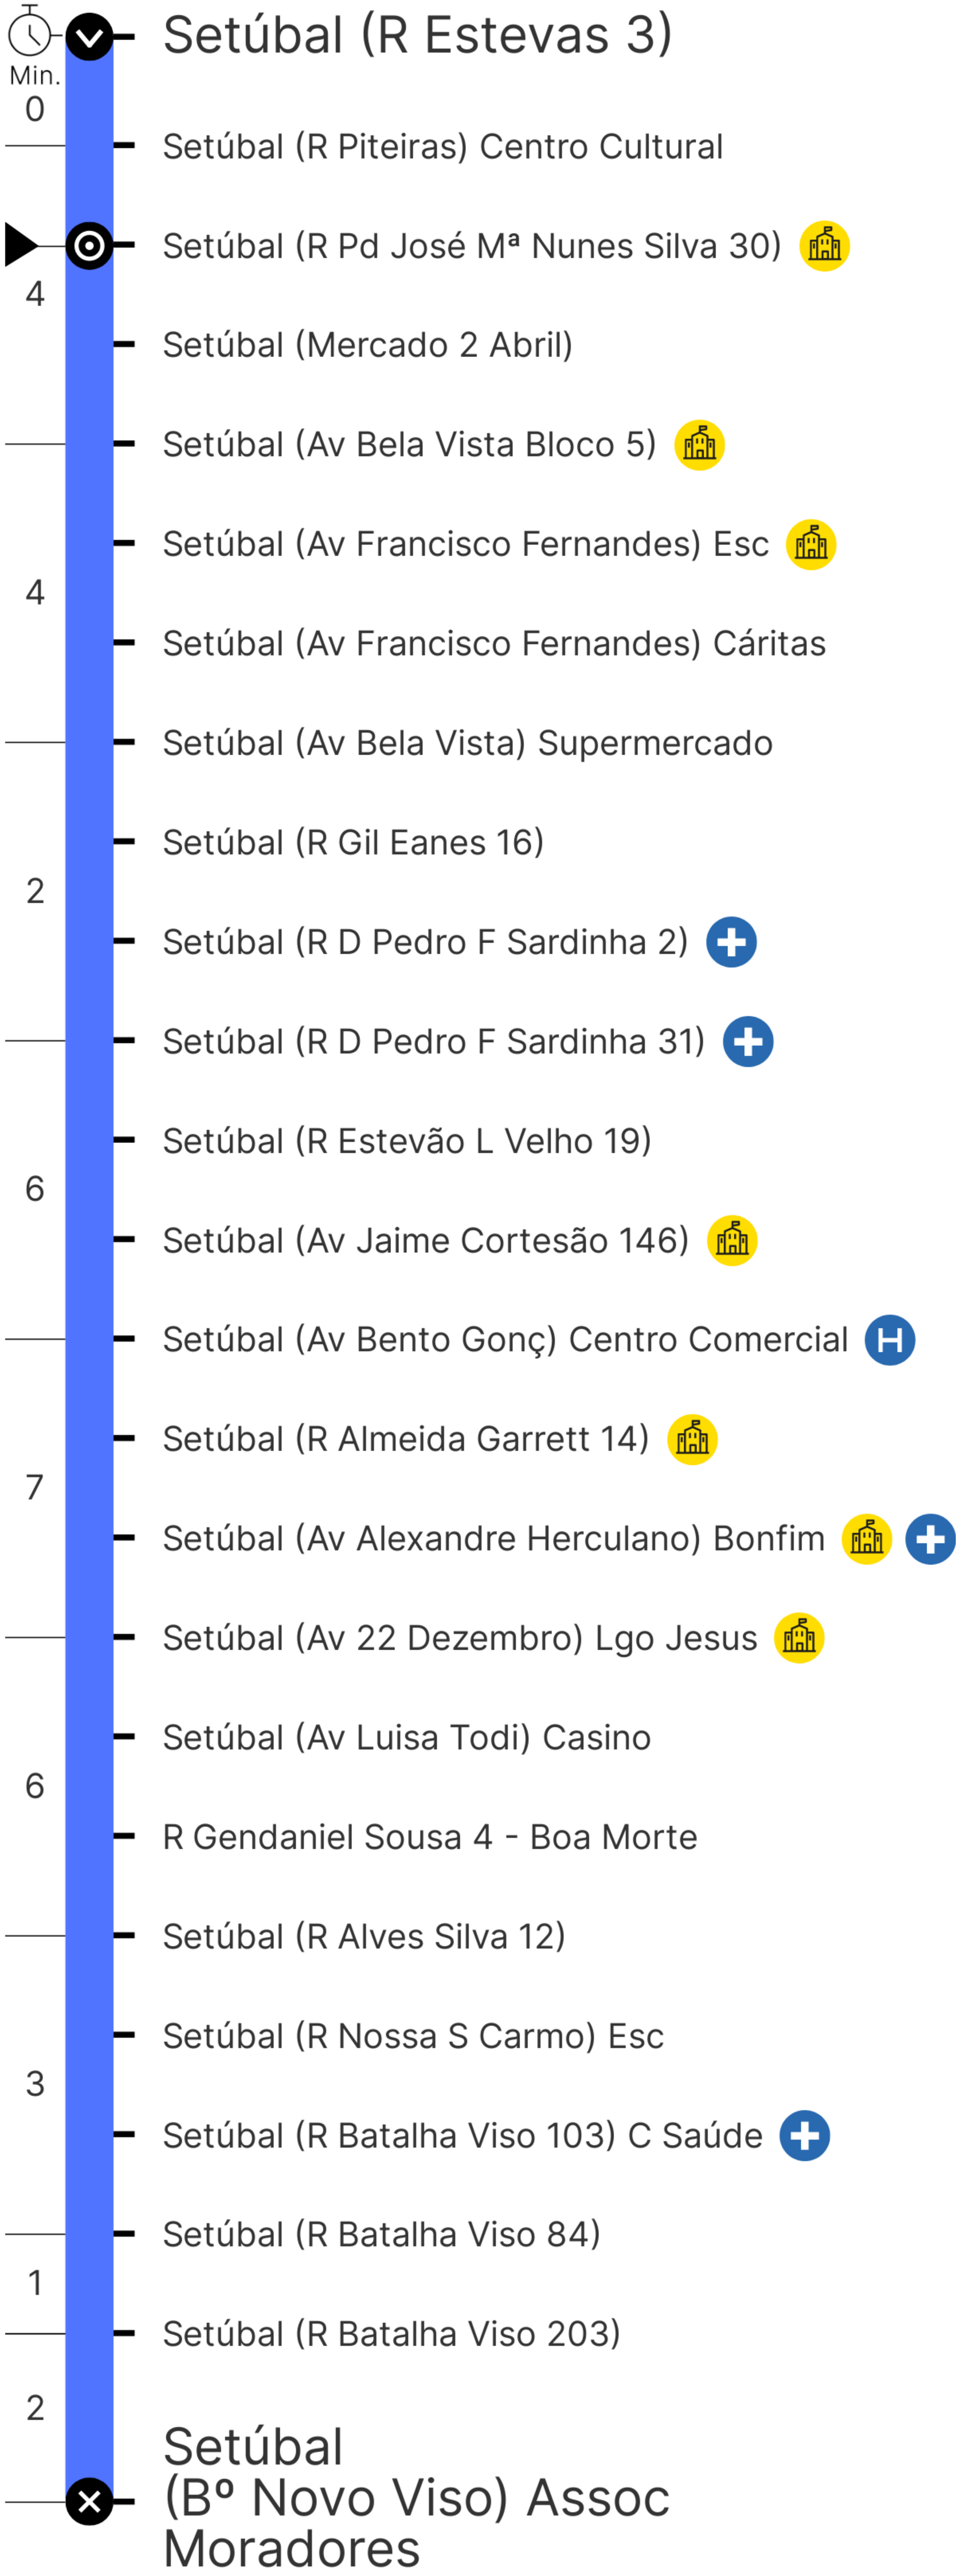 Setúbal (R Estevas 3)
Min.
0
Setúbal (R Piteiras) Centro Cultural
Setúbal (R Pd José Mª Nunes Silva 30)
4
Setúbal (Mercado 2 Abril)
Setúbal (Av Bela Vista Bloco 5)
Setúbal (Av Francisco Fernandes) Esc
4
Setúbal (Av Francisco Fernandes) Cáritas
Setúbal (Av Bela Vista) Supermercado
Setúbal (R Gil Eanes 16)
2
Setúbal (R D Pedro F Sardinha 2)
Setúbal (R D Pedro F Sardinha 31)
Setúbal (R Estevão L Velho 19)
6
Setúbal (Av Jaime Cortesão 146)
Setúbal (Av Bento Gonç) Centro Comercial H
Setúbal (R Almeida Garrett 14)
7
Setúbal (Av Alexandre Herculano) Bonfim
Setúbal (Av 22 Dezembro) Lgo Jesus
Setúbal (Av Luisa Todi) Casino
6
R Gendaniel Sousa 4 - Boa Morte
Setúbal (R Alves Silva 12)
Setúbal (R Nossa S Carmo) Esc
3
Setúbal (R Batalha Viso 103) C Saúde
Setúbal (R Batalha Viso 84)
1
Setúbal (R Batalha Viso 203)
2
Setúbal
(Bº Novo Viso) Assoc
Moradores